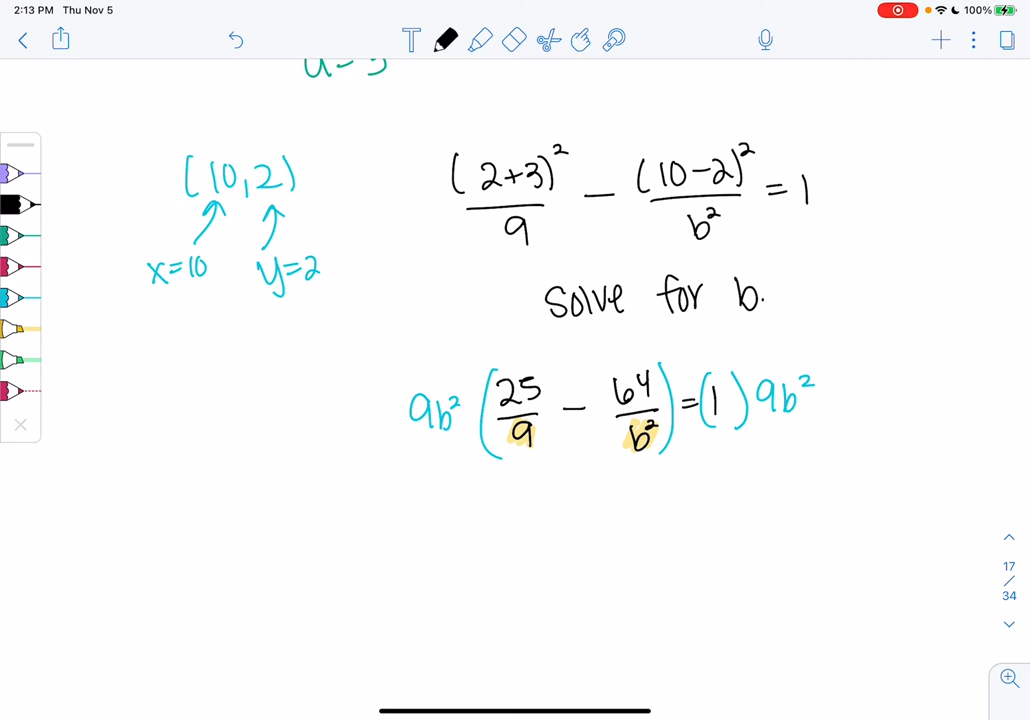 2:13 PM Thu Nov 5
100%
T
(10,2)
x=10
y=2
(2+3)²/9 − (10−2)²/b² = 1
Solve for b.
9b² (25/9 − 64/b²) = (1) 9b²
17
/
34